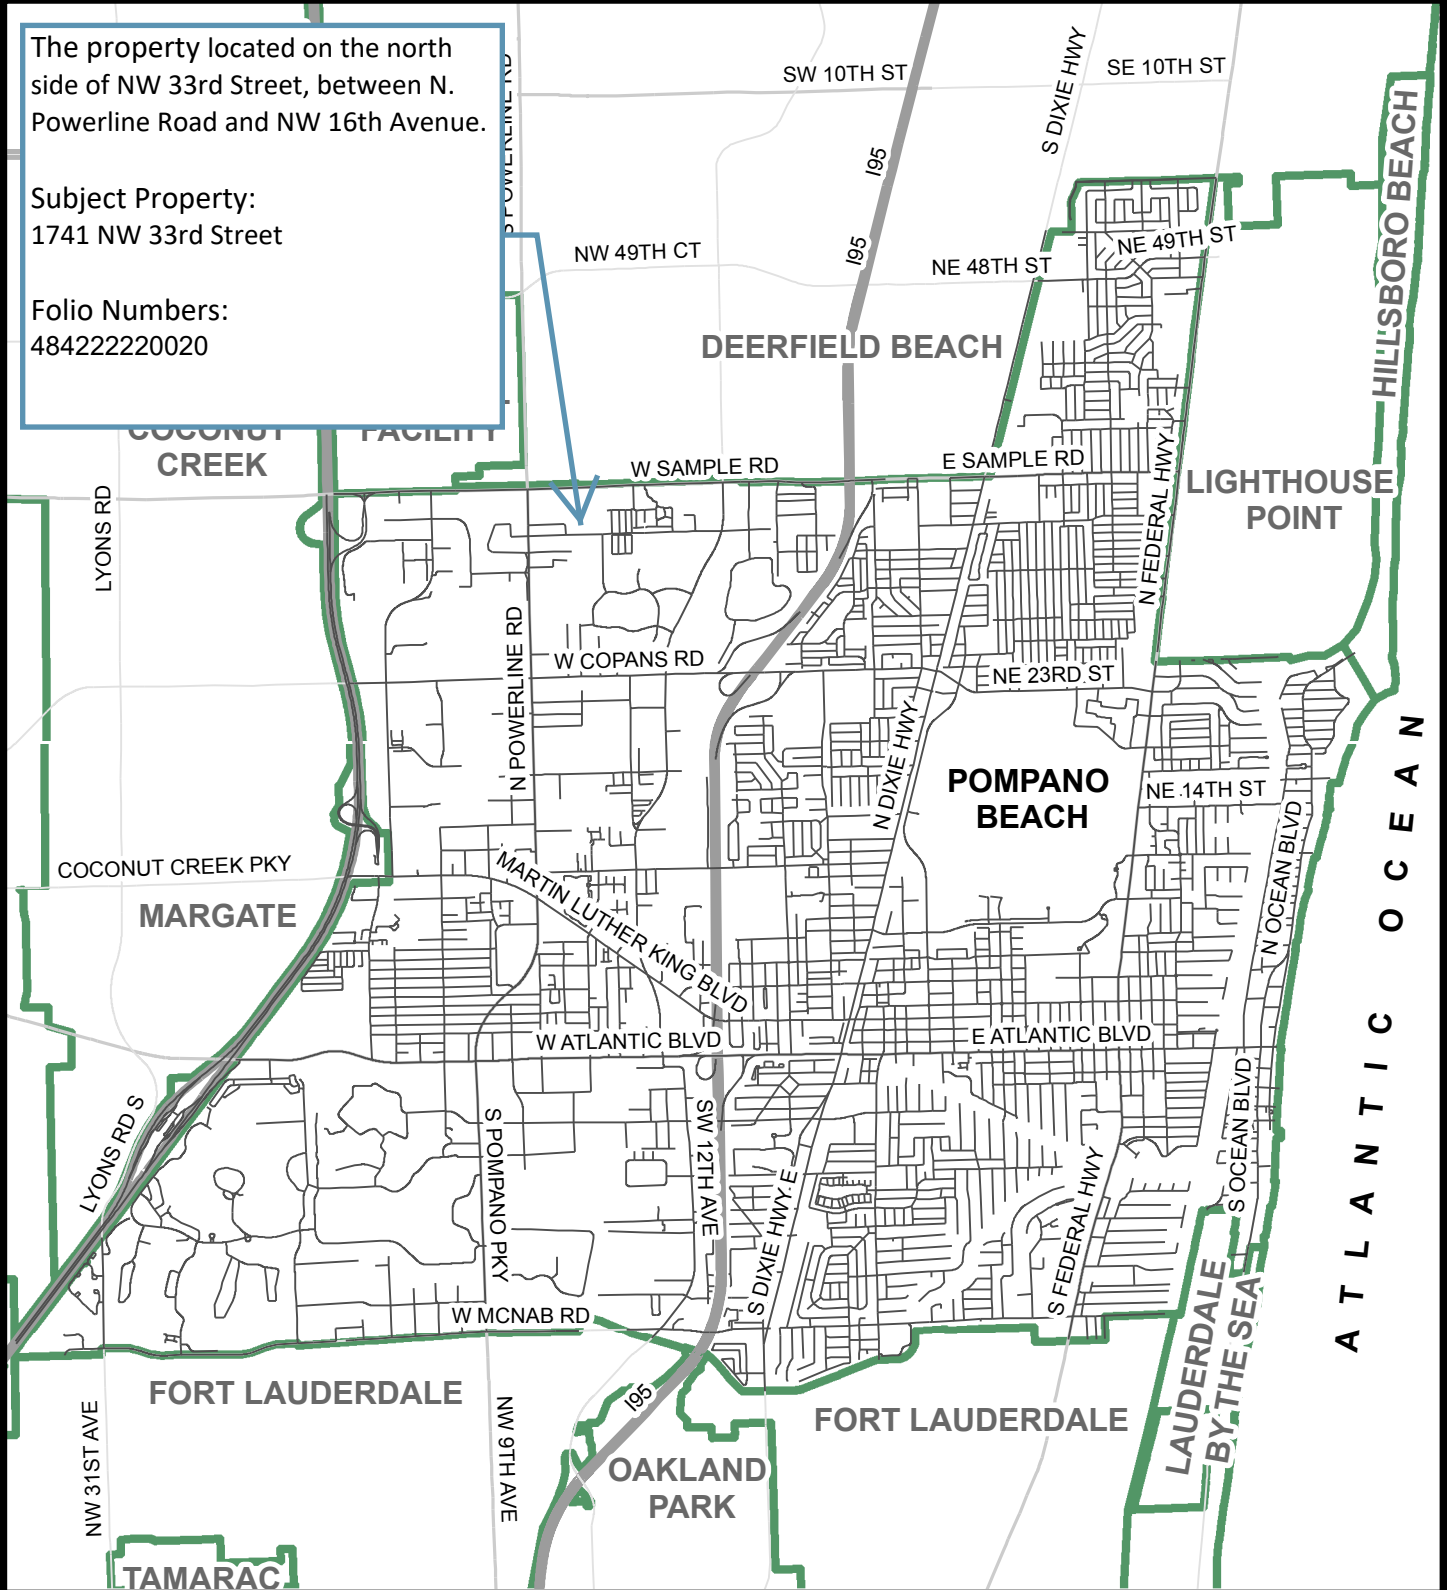 The property located on the north
side of NW 33rd Street, between N.
Powerline Road and NW 16th Avenue.
Subject Property:
1741 NW 33rd Street
Folio Numbers:
484222220020
S POWERLINE RD
SW 10TH ST
SE 10TH ST
S DIXIE HWY
I95
HILLSBORO BEACH
NW 49TH CT
I95
NE 48TH ST
NE 49TH ST
DEERFIELD BEACH
COCONUT
CREEK
FACILITY
W SAMPLE RD
E SAMPLE RD
LYONS RD
N FEDERAL HWY
LIGHTHOUSE
POINT
N POWERLINE RD
W COPANS RD
NE 23RD ST
N DIXIE HWY
POMPANO
BEACH
NE 14TH ST
N OCEAN BLVD
ATLANTIC OCEAN
COCONUT CREEK PKY
MARGATE
MARTIN LUTHER KING BLVD
W ATLANTIC BLVD
E ATLANTIC BLVD
LYONS RD S
S POMPANO PKY
SW 12TH AVE
S DIXIE HWY E
S FEDERAL HWY
S OCEAN BLVD
W MCNAB RD
LAUDERDALE
BY THE SEA
FORT LAUDERDALE
FORT LAUDERDALE
I95
NW 31ST AVE
NW 9TH AVE
OAKLAND
PARK
TAMARAC